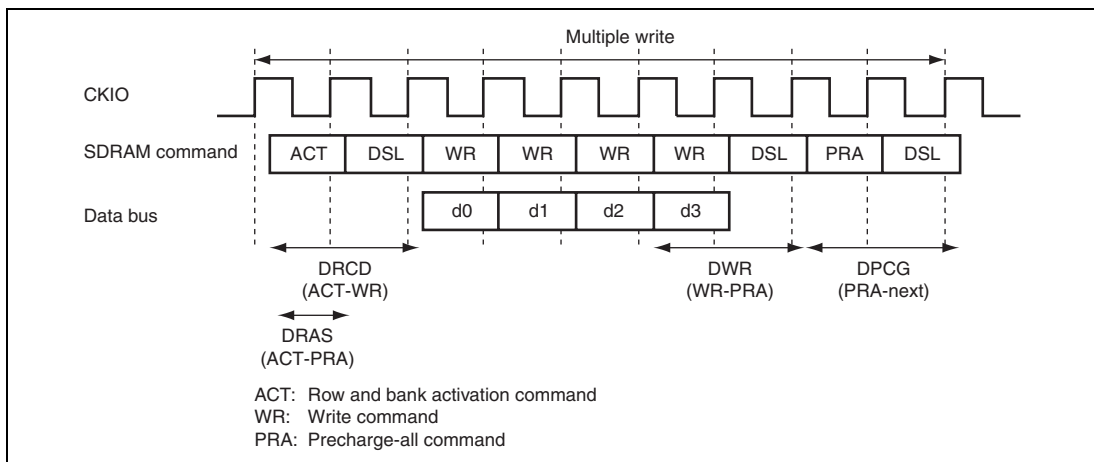 Multiple write
CKIO
SDRAM command ACT DSL WR WR WR WR DSL PRA DSL
Data bus d0 d1 d2 d3
DRCD
(ACT-WR)
DWR
(WR-PRA)
DPCG
(PRA-next)
DRAS
(ACT-PRA)
ACT: Row and bank activation command
WR: Write command
PRA: Precharge-all command